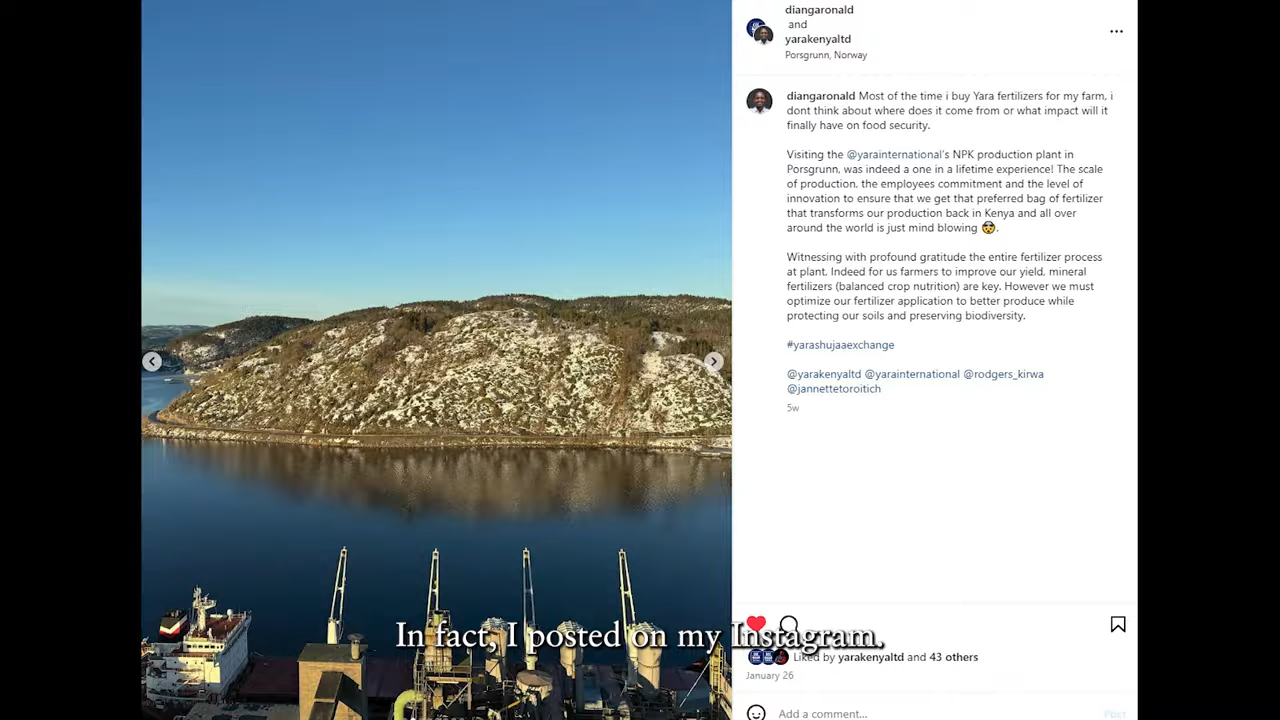 diangaronald
and
yarakenyaltd
Porsgrunn, Norway
diangaronald Most of the time i buy Yara fertilizers for my farm, i
dont think about where does it come from or what impact will it
finally have on food security.
Visiting the @yarainternational's NPK production plant in
Porsgrunn, was indeed a one in a lifetime experience! The scale
of production, the employees commitment and the level of
innovation to ensure that we get that preferred bag of fertilizer
that transforms our production back in Kenya and all over
around the world is just mind blowing 🤯.
Witnessing with profound gratitude the entire fertilizer process
at plant. Indeed for us farmers to improve our yield, mineral
fertilizers (balanced crop nutrition) are key. However we must
optimize our fertilizer application to better produce while
protecting our soils and preserving biodiversity.
#yarashujaaexchange
@yarakenyaltd @yarainternational @rodgers_kirwa
@jannettetoroitich
5w
In fact, I posted on my Instagram.
Liked by yarakenyaltd and 43 others
January 26
Add a comment...
Post